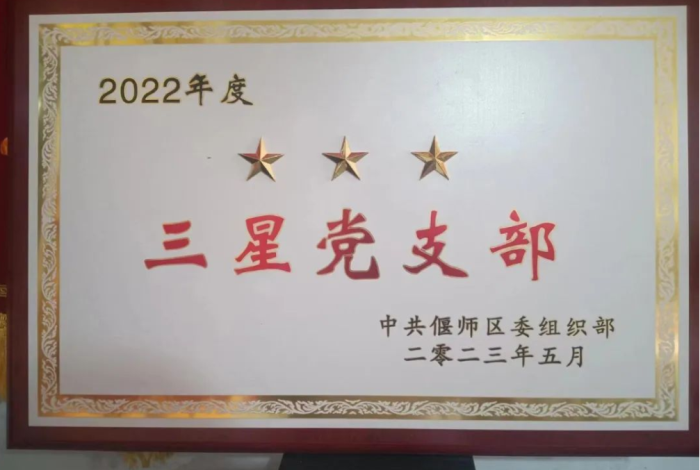 2022年度
三星党支部
中共偃师区委组织部
二零二三年五月